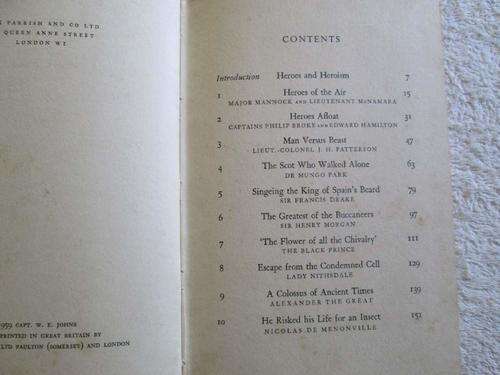 PARRISH AND CO LTD
QUEEN ANNE STREET
LONDON W1
1959 CAPT. W. E. JOHNS
PRINTED IN GREAT BRITAIN BY
LTD PAULTON (SOMERSET) AND LONDON
CONTENTS
Introduction Heroes and Heroism 7
1 Heroes of the Air 15
MAJOR MANNOCK AND LIEUTENANT MCNAMARA
2 Heroes Afloat 31
CAPTAINS PHILIP BROKE AND EDWARD HAMILTON
3 Man Versus Beast 47
LIEUT.-COLONEL J. H. PATTERSON
4 The Scot Who Walked Alone 63
DR MUNGO PARK
5 Singeing the King of Spain's Beard 79
SIR FRANCIS DRAKE
6 The Greatest of the Buccaneers 97
SIR HENRY MORGAN
7 'The Flower of all the Chivalry' 111
THE BLACK PRINCE
8 Escape from the Condemned Cell 129
LADY NITHSDALE
9 A Colossus of Ancient Times 139
ALEXANDER THE GREAT
10 He Risked his Life for an Insect 151
NICOLAS DE MENONVILLE